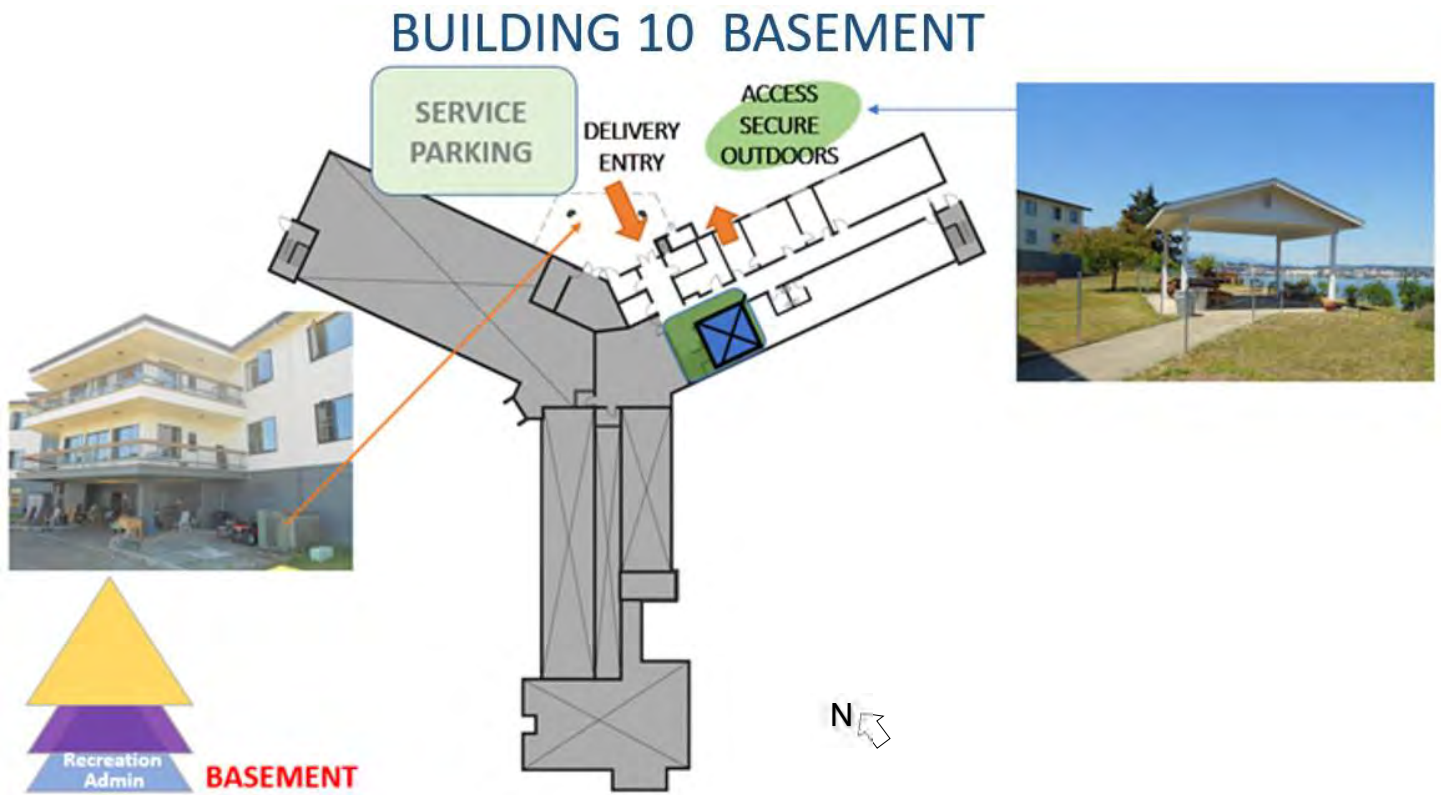 BUILDING 10 BASEMENT
SERVICE
PARKING
DELIVERY
ENTRY
ACCESS
SECURE
OUTDOORS
N
Recreation
Admin
BASEMENT